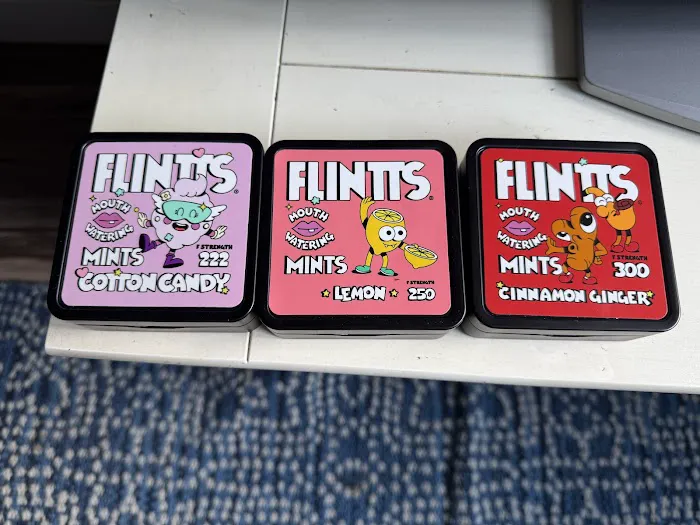 FLINTTS®
MOUTH
WATERING
MINTS
F STRENGTH
222
COTTON CANDY
FLINTTS®
MOUTH
WATERING
MINTS
F STRENGTH
LEMON 250
FLINTTS®
MOUTH
WATERING
MINTS
F STRENGTH
300
CINNAMON GINGER